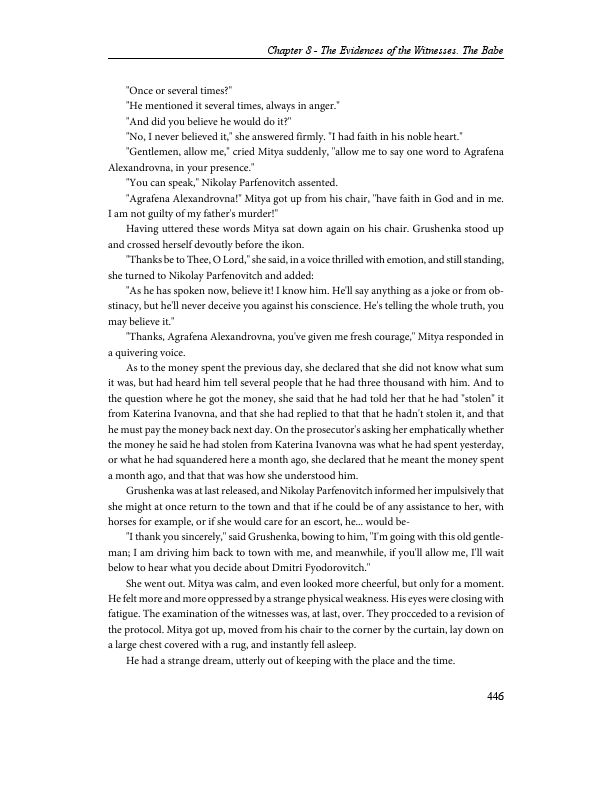 Chapter 8 - The Evidences of the Witnesses. The Babe
"Once or several times?"
"He mentioned it several times, always in anger."
"And did you believe he would do it?"
"No, I never believed it," she answered firmly. "I had faith in his noble heart."
"Gentlemen, allow me," cried Mitya suddenly, "allow me to say one word to Agrafena
Alexandrovna, in your presence."
"You can speak," Nikolay Parfenovitch assented.
"Agrafena Alexandrovna!" Mitya got up from his chair, "have faith in God and in me.
I am not guilty of my father's murder!"
Having uttered these words Mitya sat down again on his chair. Grushenka stood up
and crossed herself devoutly before the ikon.
"Thanks be to Thee, O Lord," she said, in a voice thrilled with emotion, and still standing,
she turned to Nikolay Parfenovitch and added:
"As he has spoken now, believe it! I know him. He'll say anything as a joke or from ob-
stinacy, but he'll never deceive you against his conscience. He's telling the whole truth, you
may believe it."
"Thanks, Agrafena Alexandrovna, you've given me fresh courage," Mitya responded in
a quivering voice.
As to the money spent the previous day, she declared that she did not know what sum
it was, but had heard him tell several people that he had three thousand with him. And to
the question where he got the money, she said that he had told her that he had "stolen" it
from Katerina Ivanovna, and that she had replied to that that he hadn't stolen it, and that
he must pay the money back next day. On the prosecutor's asking her emphatically whether
the money he said he had stolen from Katerina Ivanovna was what he had spent yesterday,
or what he had squandered here a month ago, she declared that he meant the money spent
a month ago, and that that was how she understood him.
Grushenka was at last released, and Nikolay Parfenovitch informed her impulsively that
she might at once return to the town and that if he could be of any assistance to her, with
horses for example, or if she would care for an escort, he... would be-
"I thank you sincerely," said Grushenka, bowing to him, "I'm going with this old gentle-
man; I am driving him back to town with me, and meanwhile, if you'll allow me, I'll wait
below to hear what you decide about Dmitri Fyodorovitch."
She went out. Mitya was calm, and even looked more cheerful, but only for a moment.
He felt more and more oppressed by a strange physical weakness. His eyes were closing with
fatigue. The examination of the witnesses was, at last, over. They procceded to a revision of
the protocol. Mitya got up, moved from his chair to the corner by the curtain, lay down on
a large chest covered with a rug, and instantly fell asleep.
He had a strange dream, utterly out of keeping with the place and the time.
446